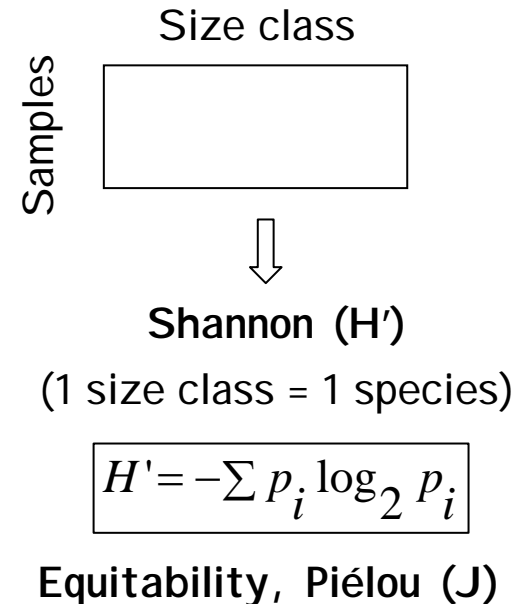 Size class
Samples
Shannon (H')
(1 size class = 1 species)
H'=−∑ p_i log_2 p_i
Equitability, Piélou (J)